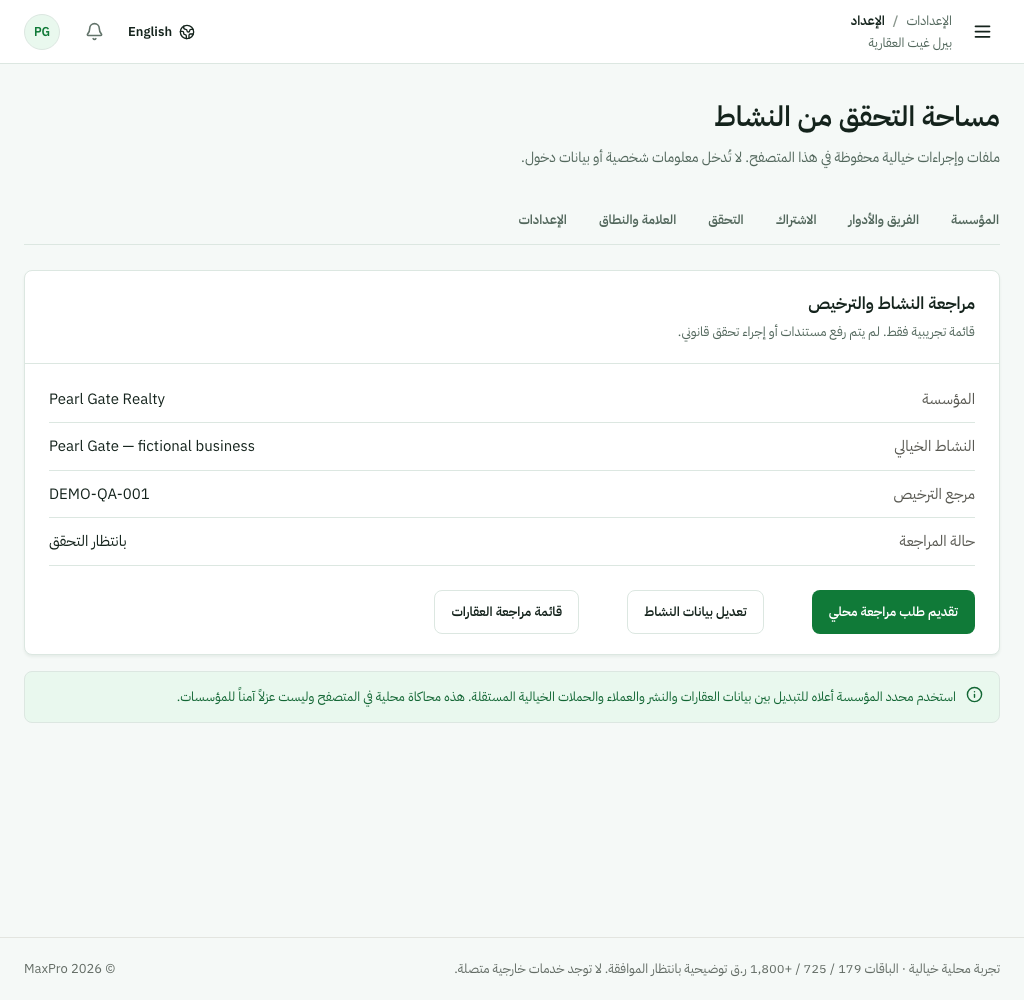 الإعدادات / الإعداد
بيرل غيت العقارية
English
PG
مساحة التحقق من النشاط
ملفات وإجراءات خيالية محفوظة في هذا المتصفح. لا تُدخل معلومات شخصية أو بيانات دخول.
المؤسسة الفريق والأدوار الاشتراك التحقق العلامة والنطاق الإعدادات
مراجعة النشاط والترخيص
قائمة تجريبية فقط. لم يتم رفع مستندات أو إجراء تحقق قانوني.
المؤسسة Pearl Gate Realty
النشاط الخيالي Pearl Gate — fictional business
مرجع الترخيص DEMO-QA-001
حالة المراجعة بانتظار التحقق
تقديم طلب مراجعة محلي تعديل بيانات النشاط قائمة مراجعة العقارات
استخدم محدد المؤسسة أعلاه للتبديل بين بيانات العقارات والنشر والعملاء والحملات الخيالية المستقلة. هذه محاكاة محلية في المتصفح وليست عزلاً آمناً للمؤسسات.
تجربة محلية خيالية · الباقات 179 / 725 / +1,800 ر.ق توضيحية بانتظار الموافقة. لا توجد خدمات خارجية متصلة.
© 2026 MaxPro